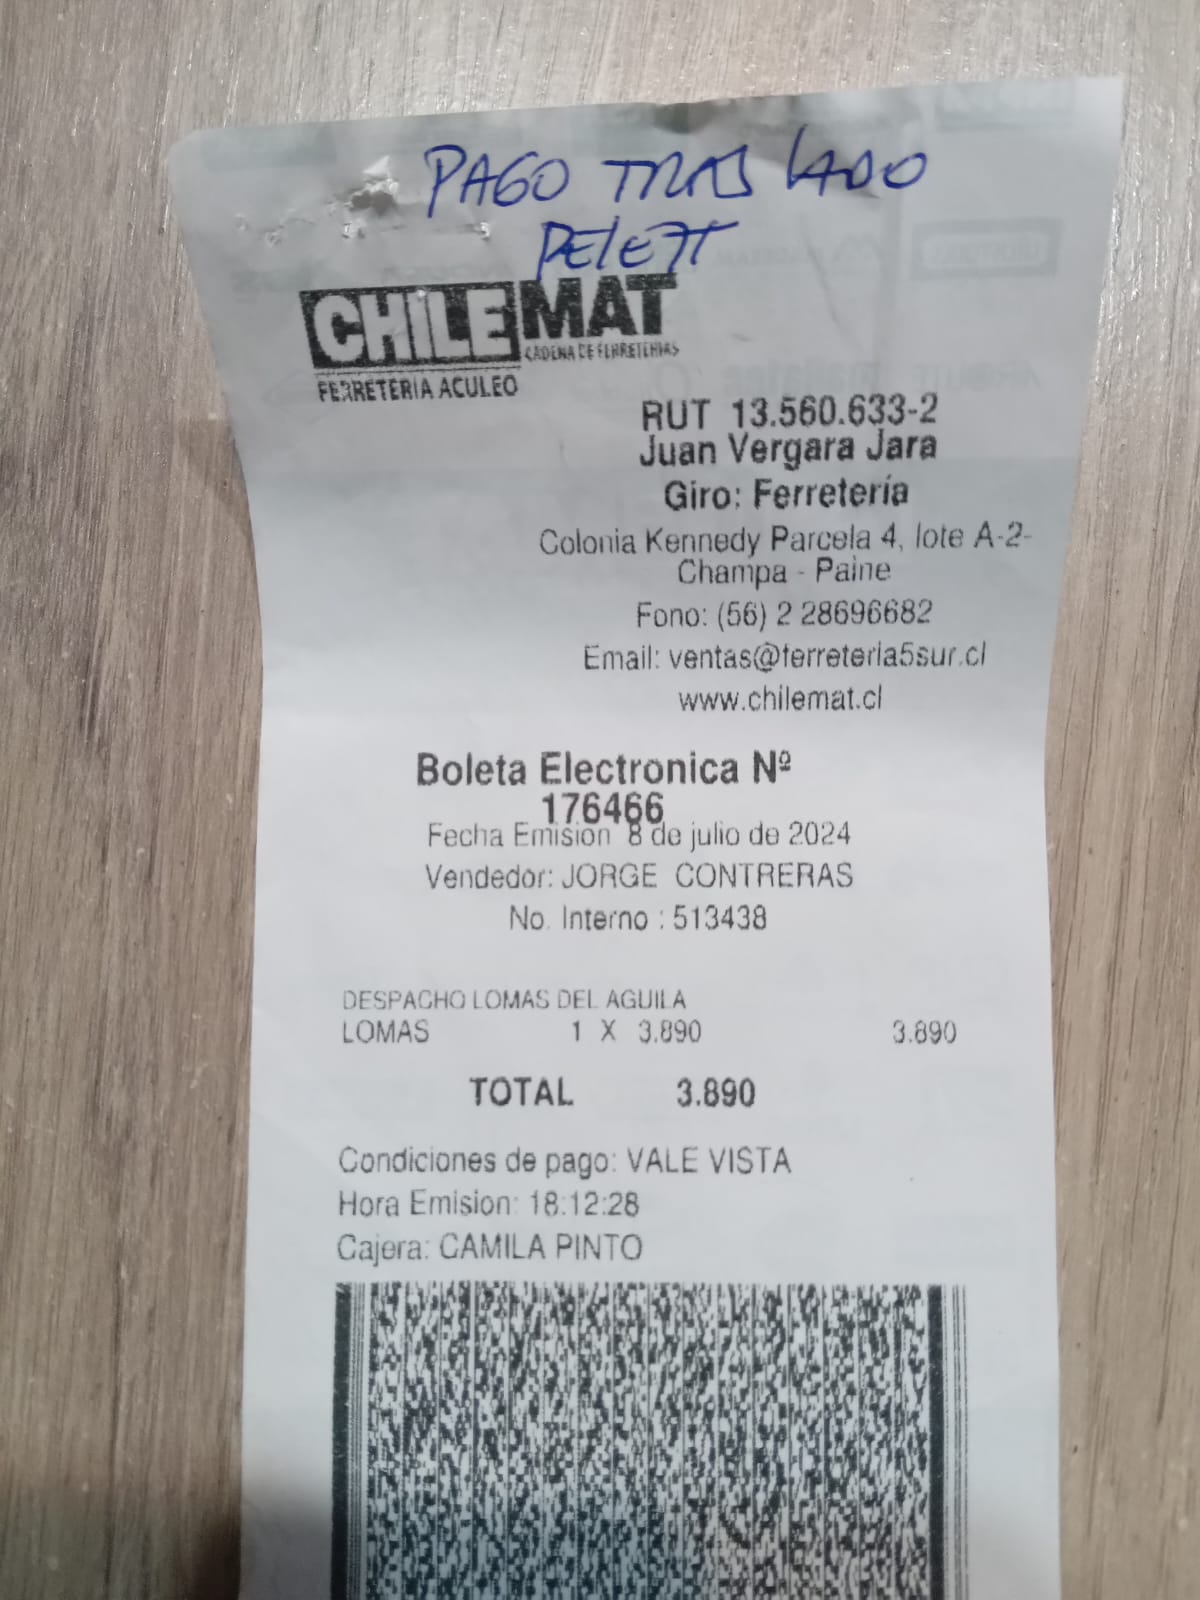 PAGO TRASLADO
PELETT
CHILEMAT
CADENA DE FERRETERIAS
FERRETERIA ACULEO
RUT 13.560.633-2
Juan Vergara Jara
Giro: Ferretería
Colonia Kennedy Parcela 4, lote A-2-
Champa - Paine
Fono: (56) 2 28696682
Email: ventas@ferreteria5sur.cl
www.chilemat.cl
Boleta Electronica Nº
176466
Fecha Emision 8 de julio de 2024
Vendedor: JORGE CONTRERAS
No. Interno : 513438
DESPACHO LOMAS DEL AGUILA
LOMAS 1 X 3.890 3.890
TOTAL 3.890
Condiciones de pago: VALE VISTA
Hora Emision: 18:12:28
Cajera: CAMILA PINTO